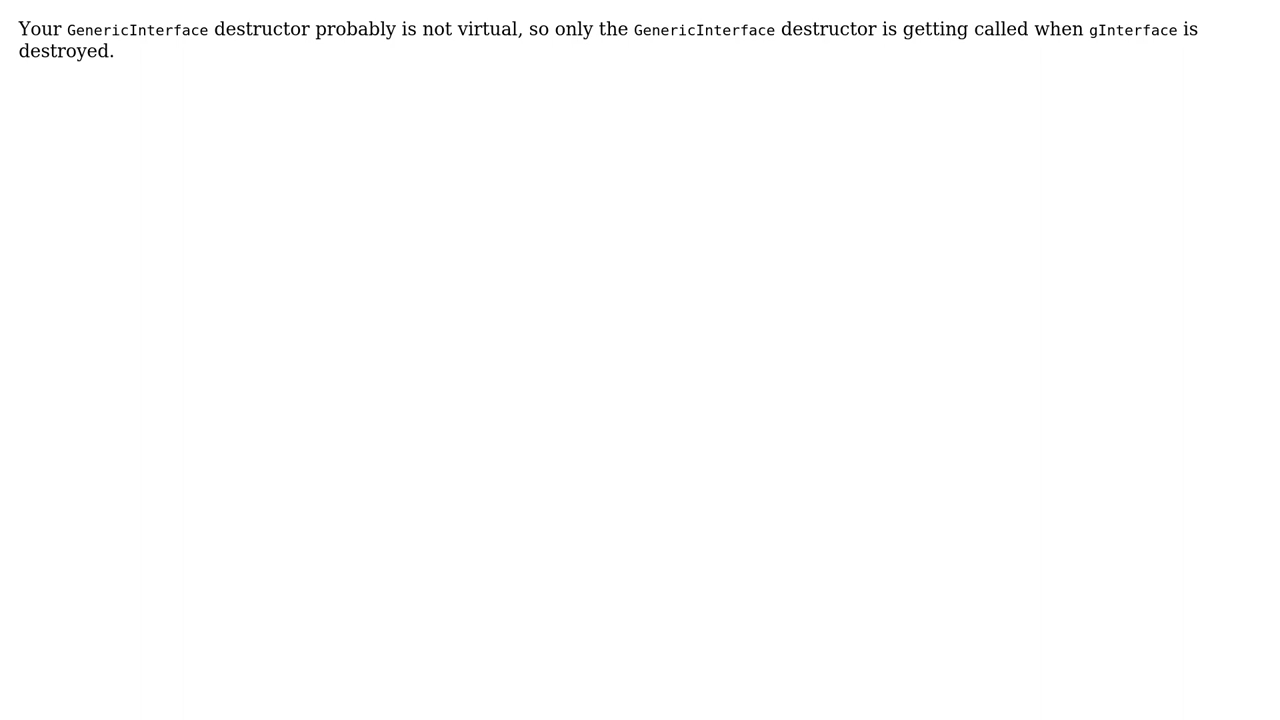 Your GenericInterface destructor probably is not virtual, so only the GenericInterface destructor is getting called when gInterface is
destroyed.